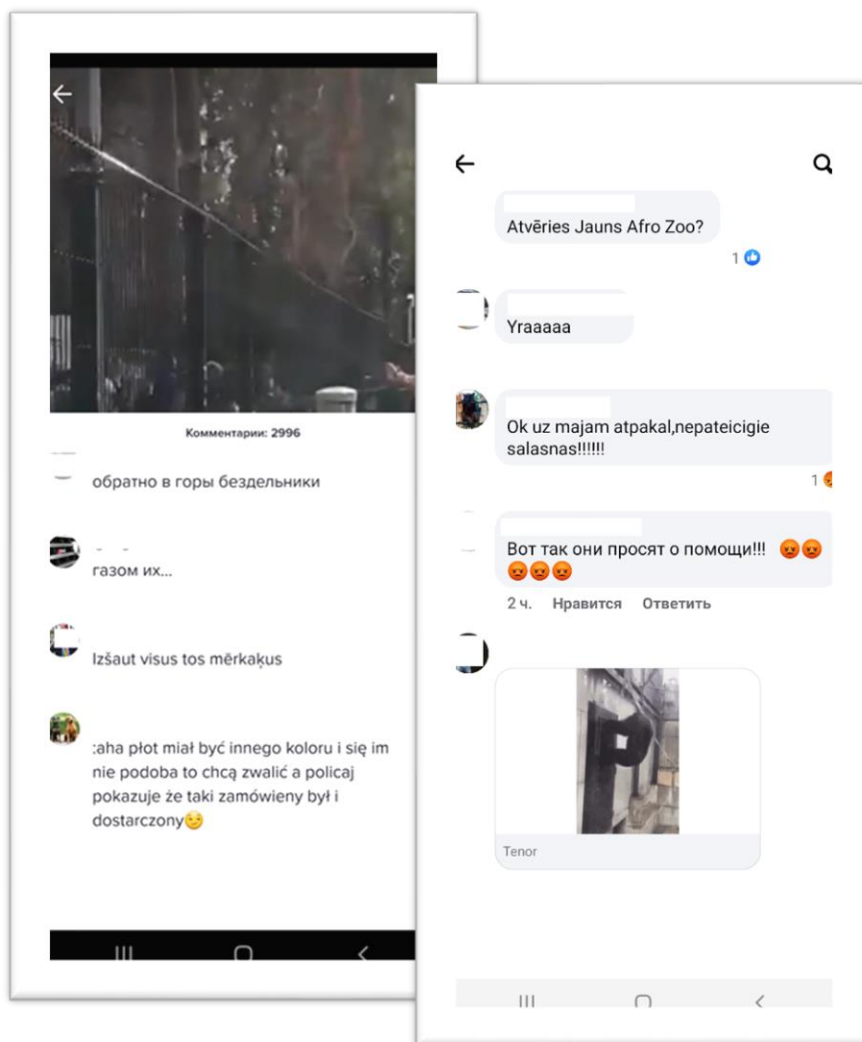 Комментарии: 2996
обратно в горы бездельники
газом их...
Izšaut visus tos mērkaķus
:aha płot miał być innego koloru i się im
nie podoba to chcą zwalić a policaj
pokazuje że taki zamówieny był i
dostarczony😏
Atvēries Jauns Afro Zoo?
1
Yraaaaa
Ok uz majam atpakal,nepateicigie
salasnas!!!!!!
1
Вот так они просят о помощи!!! 😡😡
😡😡😡
2 ч. Нравится Ответить
Tenor